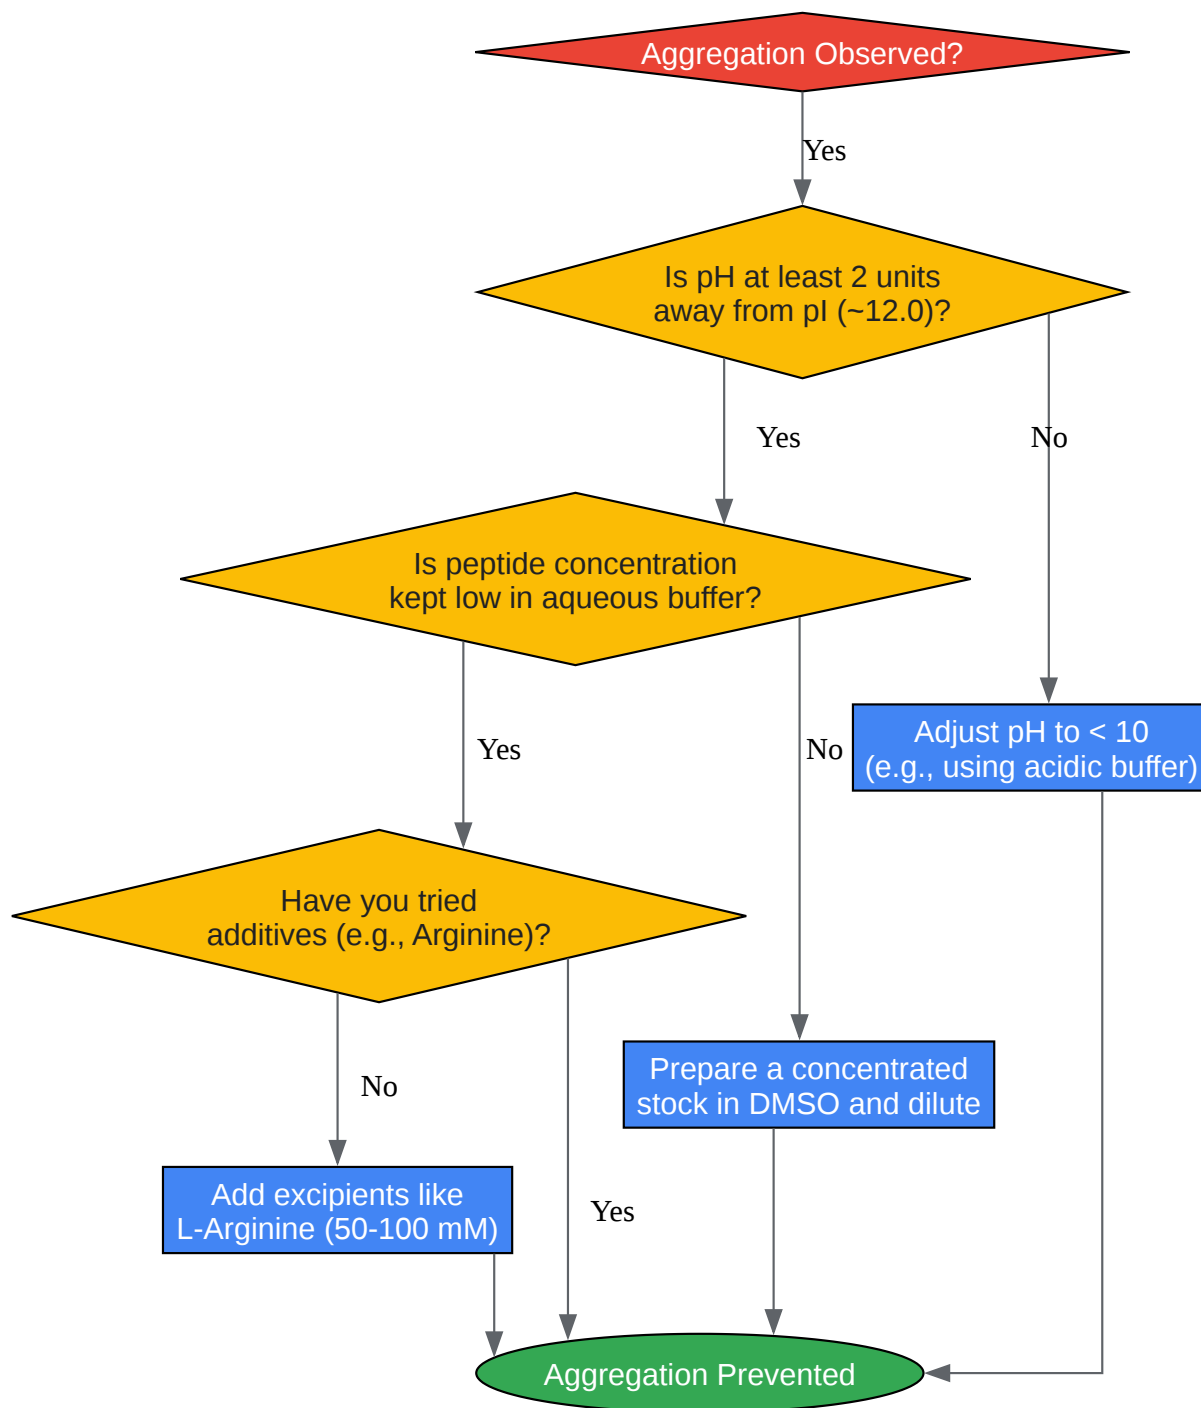 Aggregation Observed?
Yes
Is pH at least 2 units
away from pI (~12.0)?
Yes
No
Is peptide concentration
kept low in aqueous buffer?
Yes
No
Adjust pH to < 10
(e.g., using acidic buffer)
Have you tried
additives (e.g., Arginine)?
No
Prepare a concentrated
stock in DMSO and dilute
Add excipients like
L-Arginine (50-100 mM)
Yes
Aggregation Prevented